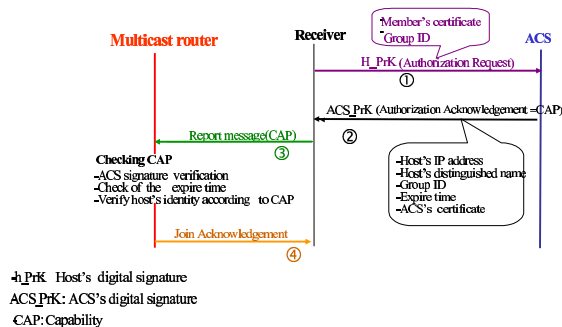 Member's certificate
Group ID
Multicast router
Receiver
ACS
H_PrK (Authorization Request)
①
ACS_PrK (Authorization Acknowledgement =CAP)
②
Report message(CAP)
③
Checking CAP
-ACS signature verification
-Check of the expire time
-Verify host's identity according to CAP
-Host's IP address
-Host's distinguished name
-Group ID
-Expire time
-ACS's certificate
Join Acknowledgement
④
-h_PrK Host's digital signature
ACS_PrK: ACS's digital signature
-CAP: Capability